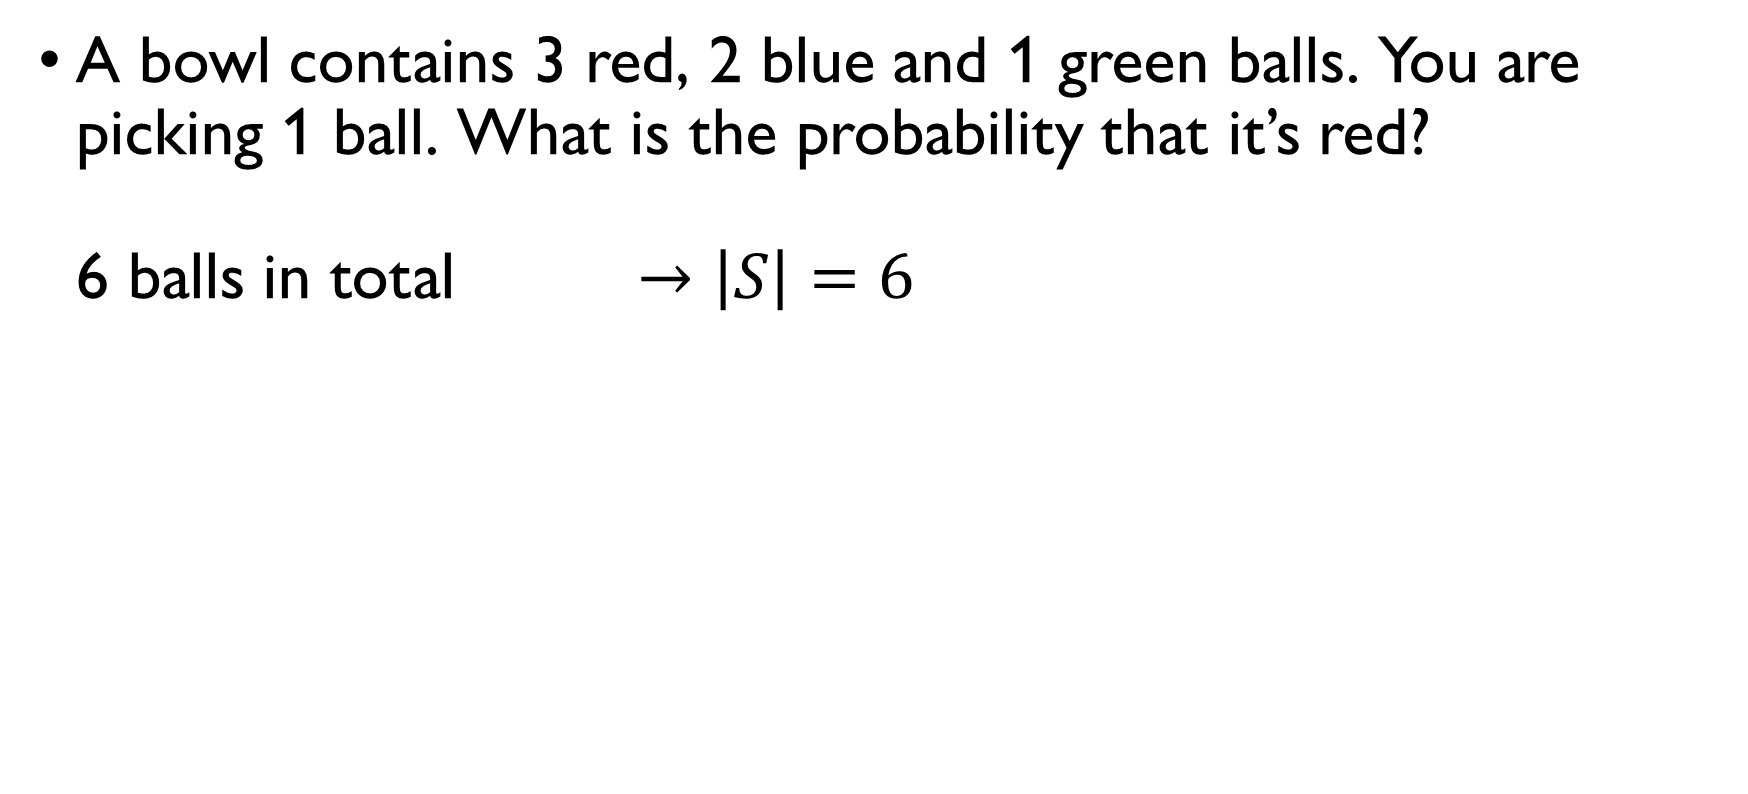 • A bowl contains 3 red, 2 blue and 1 green balls. You are
picking 1 ball. What is the probability that it’s red?
6 balls in total → |S| = 6